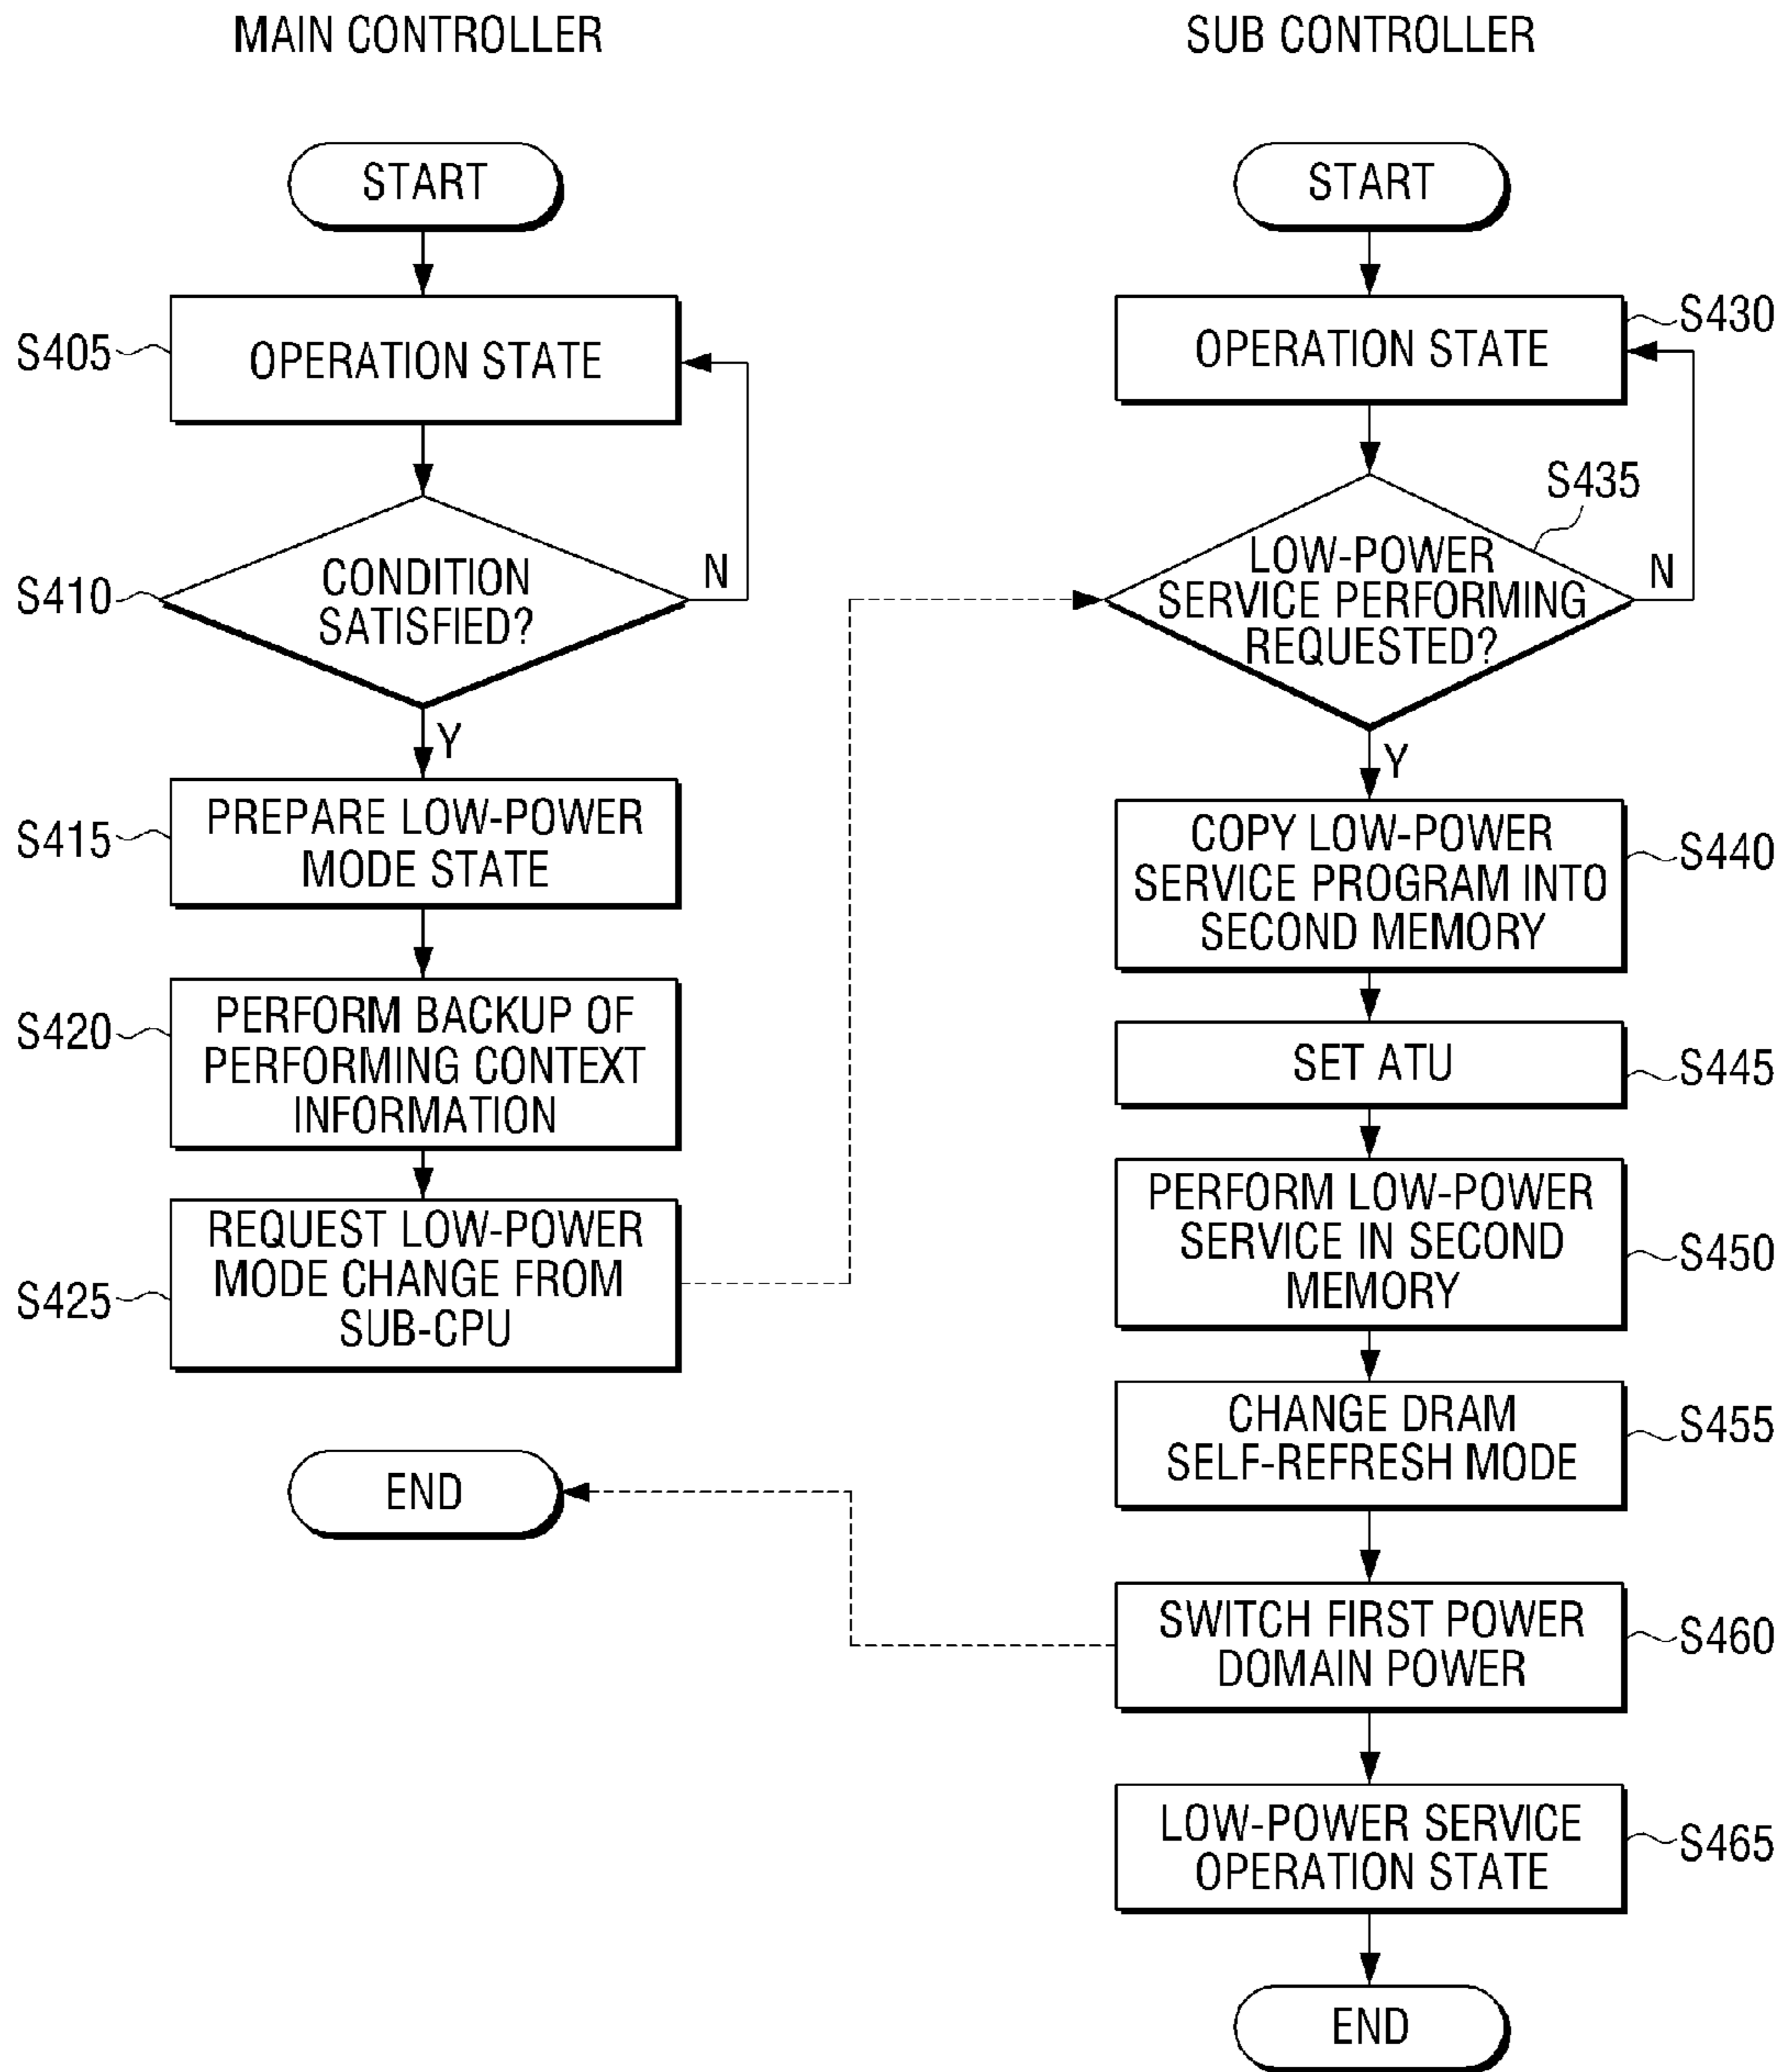 MAIN CONTROLLER
START
S405
OPERATION STATE
S410
CONDITION
SATISFIED?
N
Y
S415
PREPARE LOW-POWER
MODE STATE
S420
PERFORM BACKUP OF
PERFORMING CONTEXT
INFORMATION
S425
REQUEST LOW-POWER
MODE CHANGE FROM
SUB-CPU
END
SUB CONTROLLER
START
OPERATION STATE
S430
S435
LOW-POWER
SERVICE PERFORMING
REQUESTED?
N
Y
COPY LOW-POWER
SERVICE PROGRAM INTO
SECOND MEMORY
S440
SET ATU
S445
PERFORM LOW-POWER
SERVICE IN SECOND
MEMORY
S450
CHANGE DRAM
SELF-REFRESH MODE
S455
SWITCH FIRST POWER
DOMAIN POWER
S460
LOW-POWER SERVICE
OPERATION STATE
S465
END